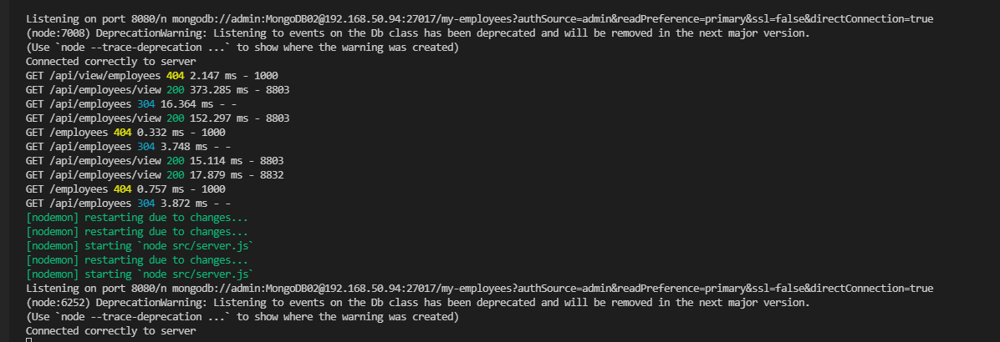 Listening on port 8080/n mongodb://admin:MongoDB02@192.168.50.94:27017/my-employees?authSource=admin&readPreference=primary&ssl=false&directConnection=true
(node:7008) DeprecationWarning: Listening to events on the Db class has been deprecated and will be removed in the next major version.
(Use `node --trace-deprecation ...` to show where the warning was created)
Connected correctly to server
GET /api/view/employees 404 2.147 ms - 1000
GET /api/employees/view 200 373.285 ms - 8803
GET /api/employees 304 16.364 ms - -
GET /api/employees/view 200 152.297 ms - 8803
GET /employees 404 0.332 ms - 1000
GET /api/employees 304 3.748 ms - -
GET /api/employees/view 200 15.114 ms - 8803
GET /api/employees/view 200 17.879 ms - 8832
GET /employees 404 0.757 ms - 1000
GET /api/employees 304 3.872 ms - -
[nodemon] restarting due to changes...
[nodemon] restarting due to changes...
[nodemon] starting `node src/server.js`
[nodemon] restarting due to changes...
[nodemon] starting `node src/server.js`
Listening on port 8080/n mongodb://admin:MongoDB02@192.168.50.94:27017/my-employees?authSource=admin&readPreference=primary&ssl=false&directConnection=true
(node:6252) DeprecationWarning: Listening to events on the Db class has been deprecated and will be removed in the next major version.
(Use `node --trace-deprecation ...` to show where the warning was created)
Connected correctly to server